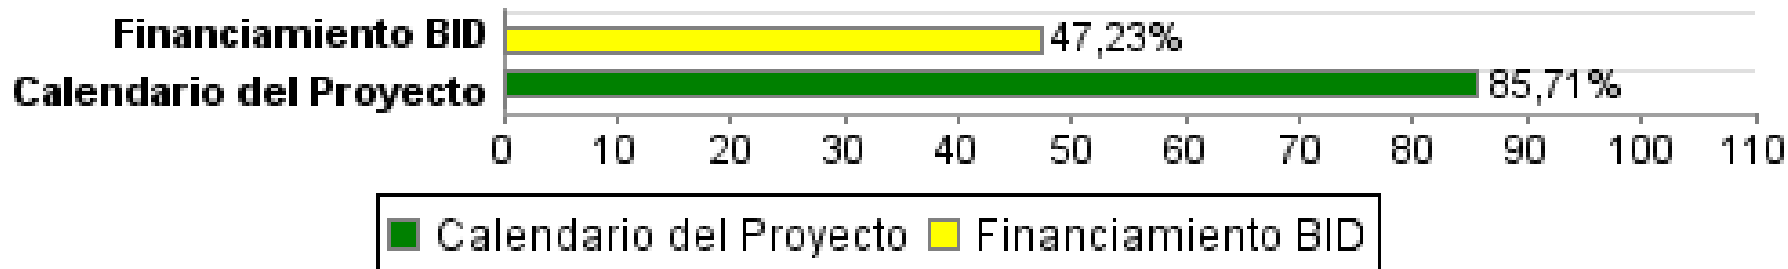 Financiamiento BID
47,23%
Calendario del Proyecto
85,71%
0 10 20 30 40 50 60 70 80 90 100 110
Calendario del Proyecto Financiamiento BID